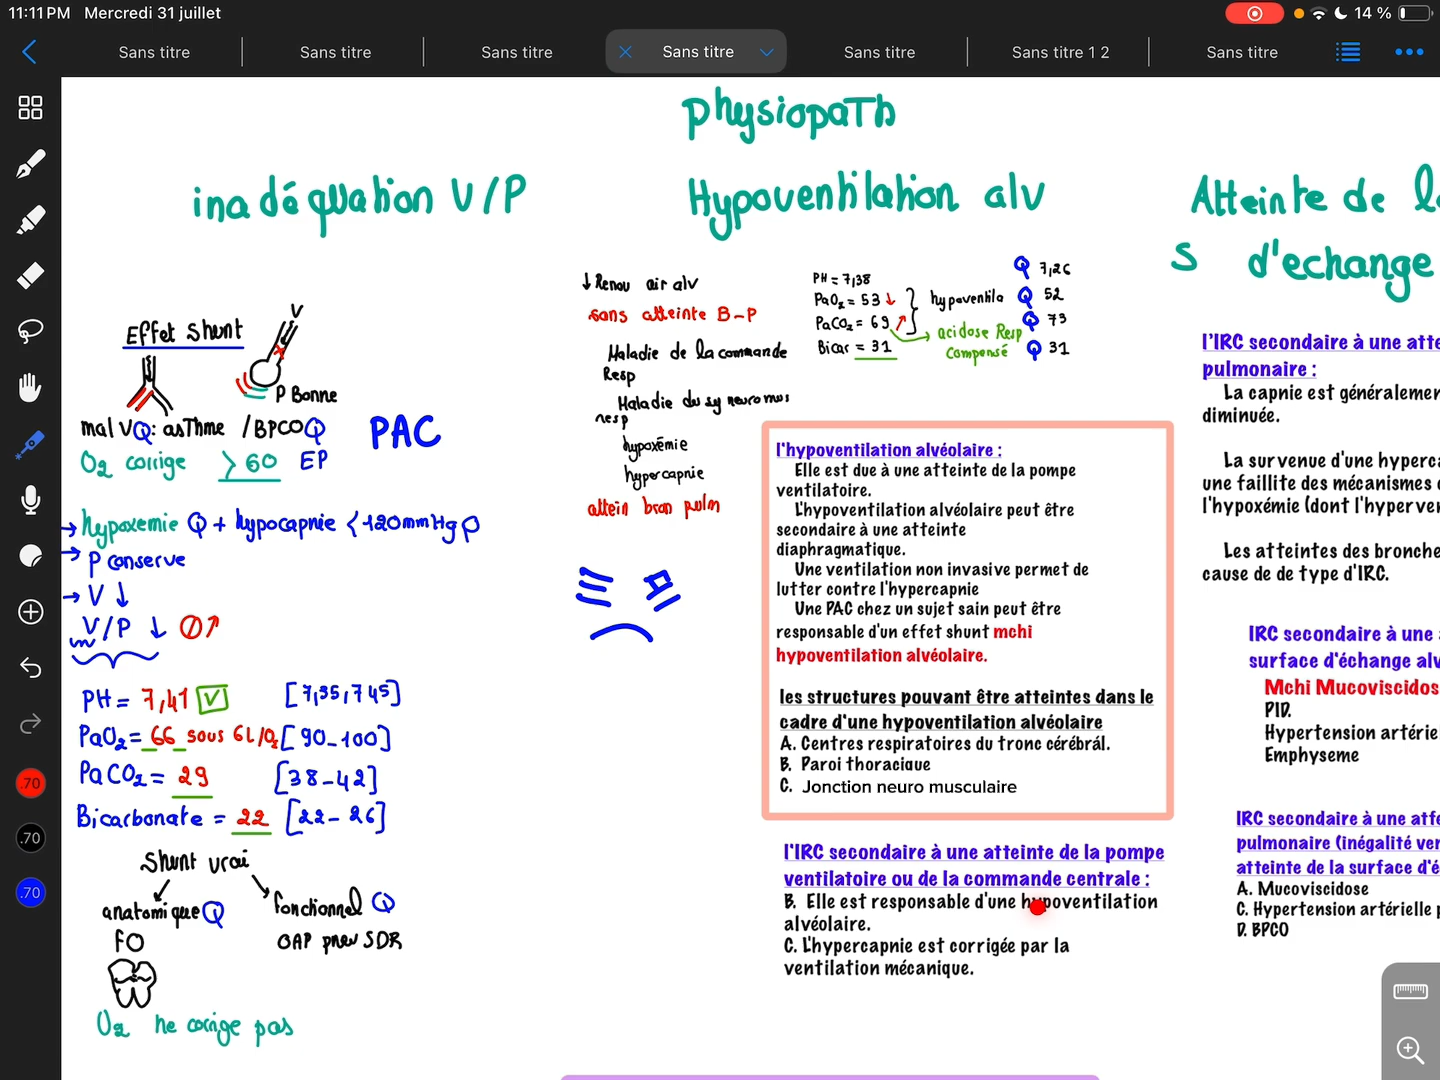 11:11 PM Mercredi 31 juillet
14 %
Sans titre
Sans titre
Sans titre
Sans titre
Sans titre
Sans titre 1 2
Sans titre
physiopath
inadéquation V/P
Effet shunt
V
P Bonne
mal VQ: asthme /BPCO Q
PAC
O2 corrige > 60 EP
→ hypoxemie Q + hypocapnie < 120mmHg P
→ P conserve
→ V ↓
V/P ↓
PH = 7,41 [7,35,745]
PaO2 = 66 sous 6L/O2 [90-100]
PaCO2 = 29 [38-42]
Bicarbonate = 22 [22-26]
Shunt vrai
anatomique Q
FO
fonctionnel Q
OAP pneu SDR
O2 ne corige pas
Hypoventilation alv
↓ Renou air alv
sans atteinte B-P
Maladie de la commande
Resp
Maladie du sy neuromus
resp
hypoxémie
hypercapnie
attein bron pulm
PH = 7,38
PaO2 = 53 ↓
PaCO2 = 69 ↗
Bicar = 31
hypoventila
acidose Resp
Compensé
Q 7,26
Q 52
Q 73
Q 31
l'hypoventilation alvéolaire :
Elle est due à une atteinte de la pompe
ventilatoire.
L'hypoventilation alvéolaire peut être
secondaire à une atteinte
diaphragmatique.
Une ventilation non invasive permet de
lutter contre l'hypercapnie
Une PAC chez un sujet sain peut être
responsable d'un effet shunt mchi
hypoventilation alvéolaire.
les structures pouvant être atteintes dans le
cadre d'une hypoventilation alvéolaire
A. Centres respiratoires du tronc cérébrál.
B. Paroi thoracique
C. Jonction neuro musculaire
l'IRC secondaire à une atteinte de la pompe
ventilatoire ou de la commande centrale :
B. Elle est responsable d'une hypoventilation
alvéolaire.
C. L'hypercapnie est corrigée par la
ventilation mécanique.
Atteinte de l
S d'echange
l'IRC secondaire à une atte
pulmonaire :
La capnie est généralemen
diminuée.
La survenue d'une hyperca
une faillite des mécanismes d
l'hypoxémie (dont l'hyperven
Les atteintes des bronche
cause de de type d'IRC.
IRC secondaire à une a
surface d'échange alv
Mchi Mucoviscidos
PID.
Hypertension artérie
Emphyseme
IRC secondaire à une atte
pulmonaire (inégalité ven
atteinte de la surface d'é
A. Mucoviscidose
C. Hypertension artérielle p
D. BPCO
.70
.70
.70